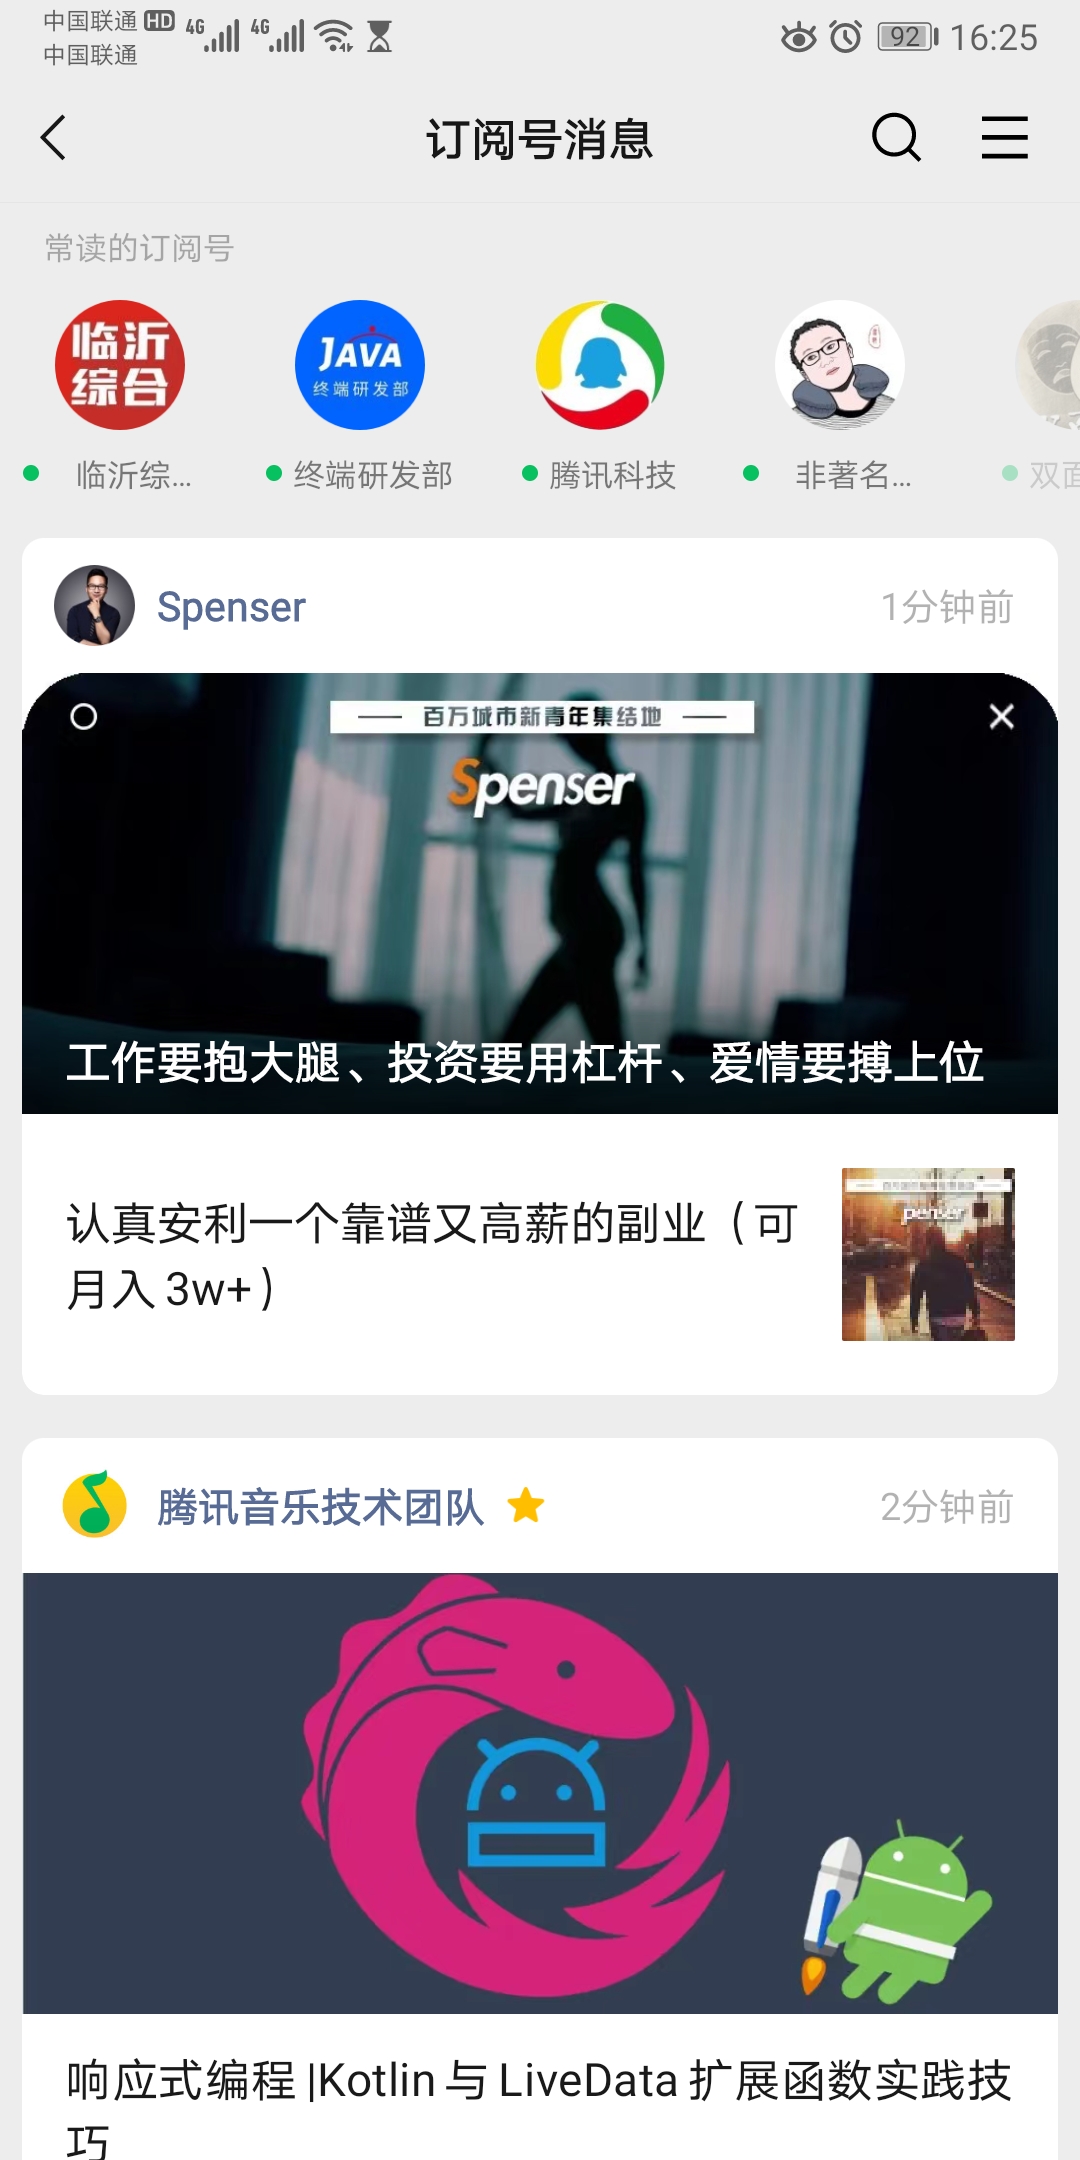 中国联通 HD 4G 4G 92 16:25
中国联通
订阅号消息
常读的订阅号
临沂
综合
JAVA
终端研发部
临沂综...
终端研发部
腾讯科技
非著名...
双面
Spenser 1分钟前
百万城市新青年集结地
Spenser
工作要抱大腿、投资要用杠杆、爱情要搏上位
认真安利一个靠谱又高薪的副业（可
月入 3w+）
penser
腾讯音乐技术团队 2分钟前
响应式编程 |Kotlin 与 LiveData 扩展函数实践技
巧